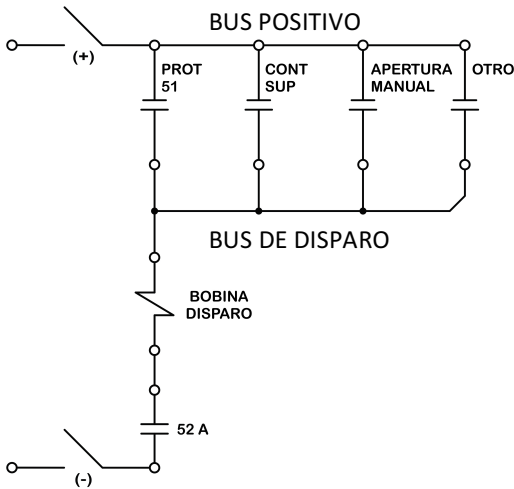 BUS POSITIVO
(+)
PROT
51
CONT
SUP
APERTURA
MANUAL
OTRO
BUS DE DISPARO
BOBINA
DISPARO
52 A
(-)